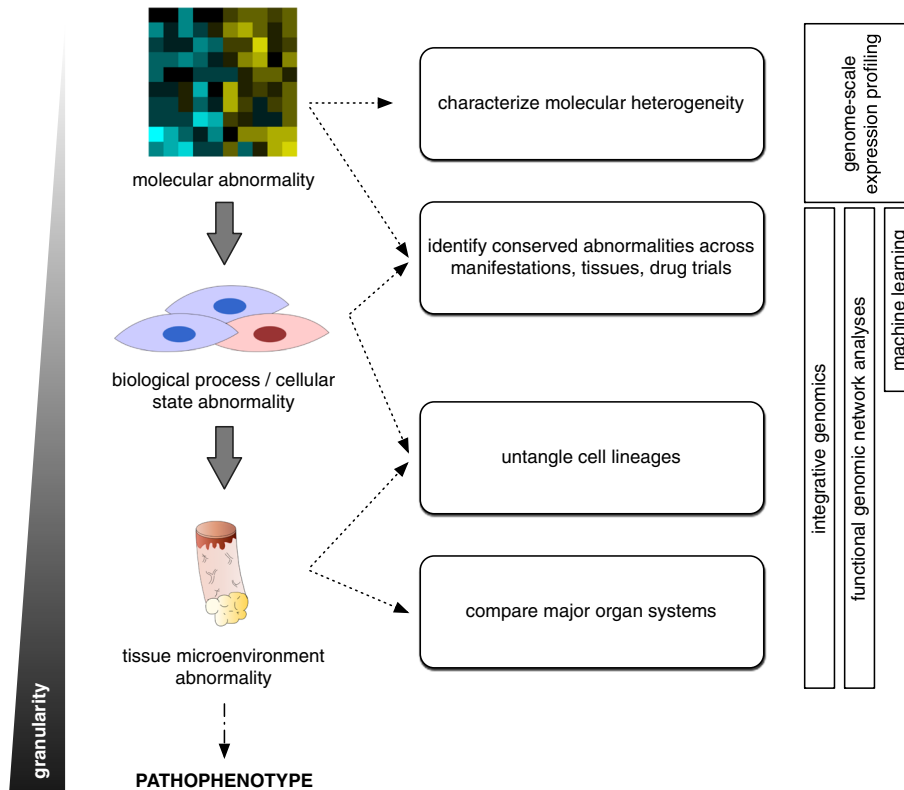 molecular abnormality
biological process / cellular
state abnormality
tissue microenvironment
abnormality
PATHOPHENOTYPE
granularity
characterize molecular heterogeneity
identify conserved abnormalities across
manifestations, tissues, drug trials
untangle cell lineages
compare major organ systems
genome-scale
expression profiling
integrative genomics
functional genomic network analyses
machine learning